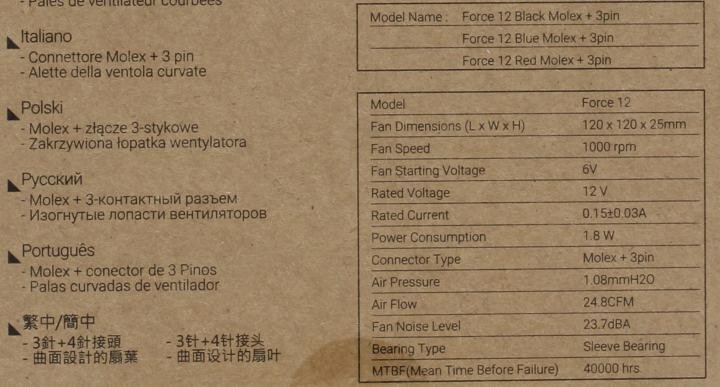 - Pales de ventilateur courbées
Italiano
- Connettore Molex + 3 pin
- Alette della ventola curvate
Polski
- Molex + złącze 3-stykowe
- Zakrzywiona łopatka wentylatora
Русский
- Molex + 3-контактный разъем
- Изогнутые лопасти вентиляторов
Português
- Molex + conector de 3 Pinos
- Palas curvadas de ventilador
繁中/簡中
- 3針+4針接頭 - 3针+4针接头
- 曲面設計的扇葉 - 曲面设计的扇叶
Model Name : Force 12 Black Molex + 3pin
Force 12 Blue Molex + 3pin
Force 12 Red Molex + 3pin
Model Force 12
Fan Dimensions (L x W x H) 120 x 120 x 25mm
Fan Speed 1000 rpm
Fan Starting Voltage 6V
Rated Voltage 12 V
Rated Current 0.15±0.03A
Power Consumption 1.8 W
Connector Type Molex + 3pin
Air Pressure 1.08mmH2O
Air Flow 24.8CFM
Fan Noise Level 23.7dBA
Bearing Type Sleeve Bearing
MTBF(Mean Time Before Failure) 40000 hrs.